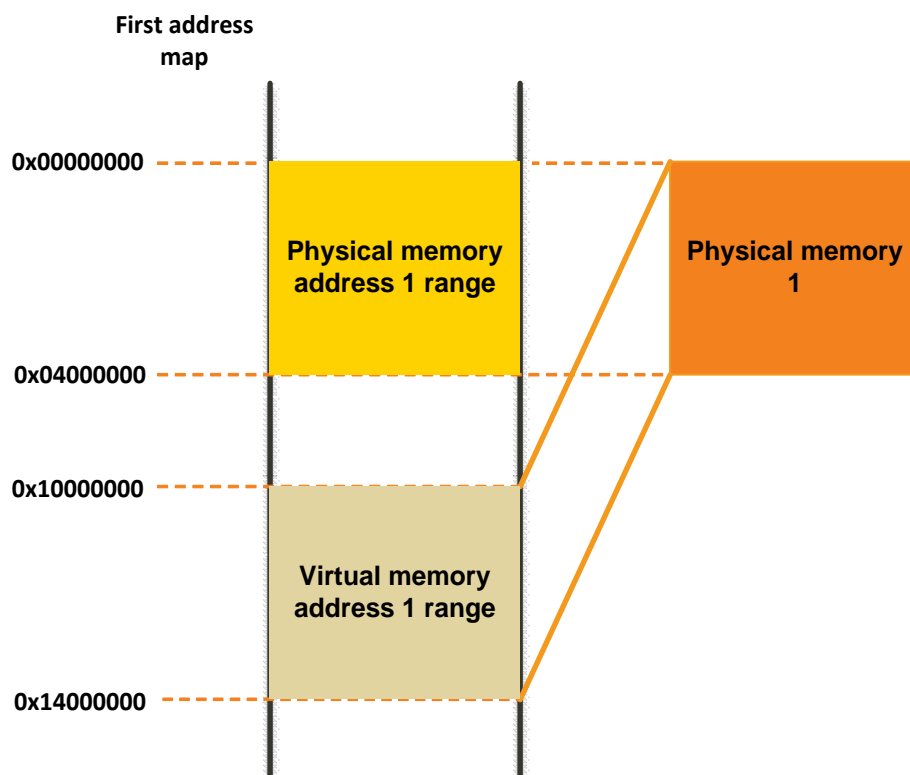 First address
map
0x00000000
Physical memory
address 1 range
Physical memory
1
0x04000000
0x10000000
Virtual memory
address 1 range
0x14000000